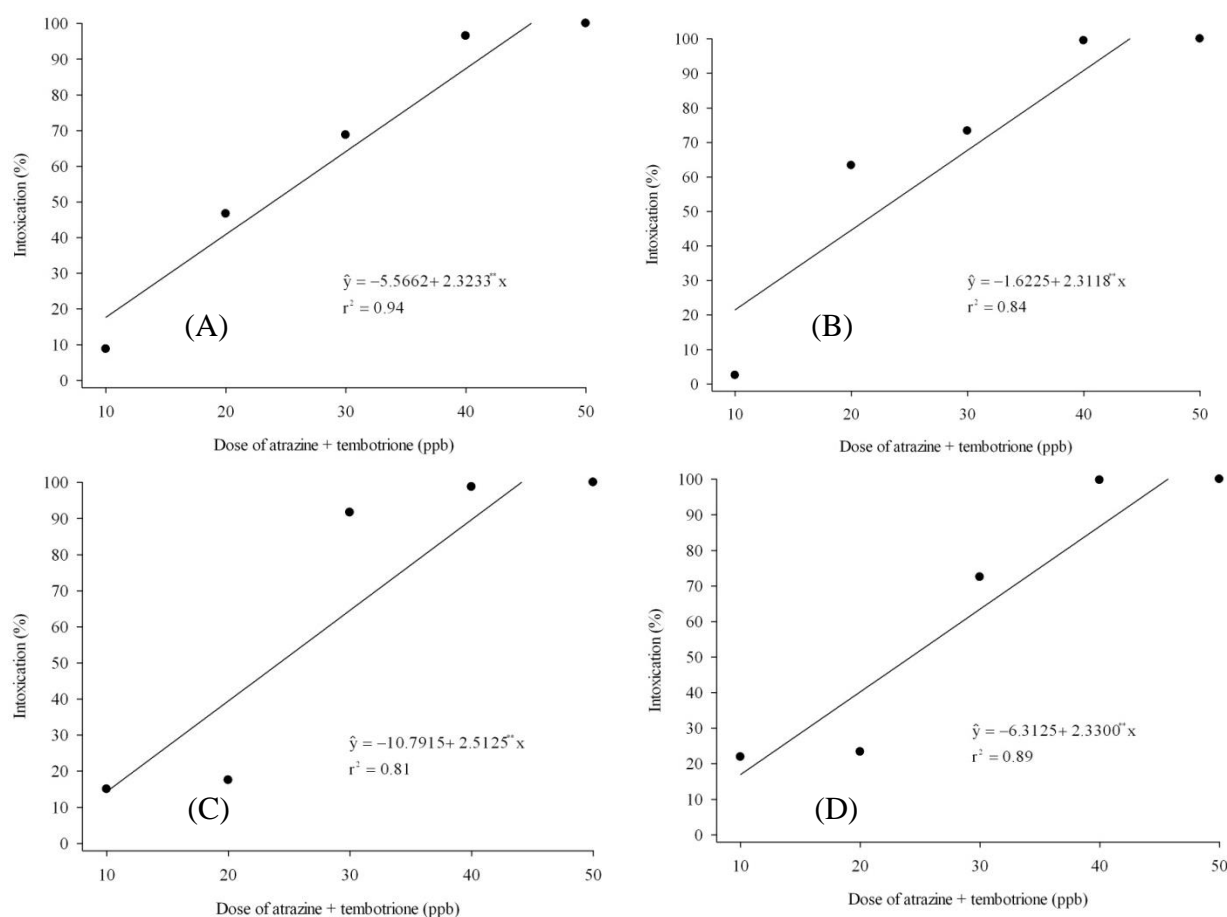 100
90
80
70
60
50
40
30
20
10
0
Intoxication (%)
ŷ = −5.5662+ 2.3233** x
r² = 0.94
(A)
10 20 30 40 50
Dose of atrazine + tembotrione (ppb)
100
90
80
70
60
50
40
30
20
10
0
Intoxication (%)
ŷ = −1.6225+ 2.3118** x
r² = 0.84
(B)
10 20 30 40 50
Dose of atrazine + tembotrione (ppb)
100
90
80
70
60
50
40
30
20
10
0
Intoxication (%)
ŷ = −10.7915+ 2.5125** x
r² = 0.81
(C)
10 20 30 40 50
Dose of atrazine + tembotrione (ppb)
100
90
80
70
60
50
40
30
20
10
0
Intoxication (%)
ŷ = −6.3125+ 2.3300** x
r² = 0.89
(D)
10 20 30 40 50
Dose of atrazine + tembotrione (ppb)